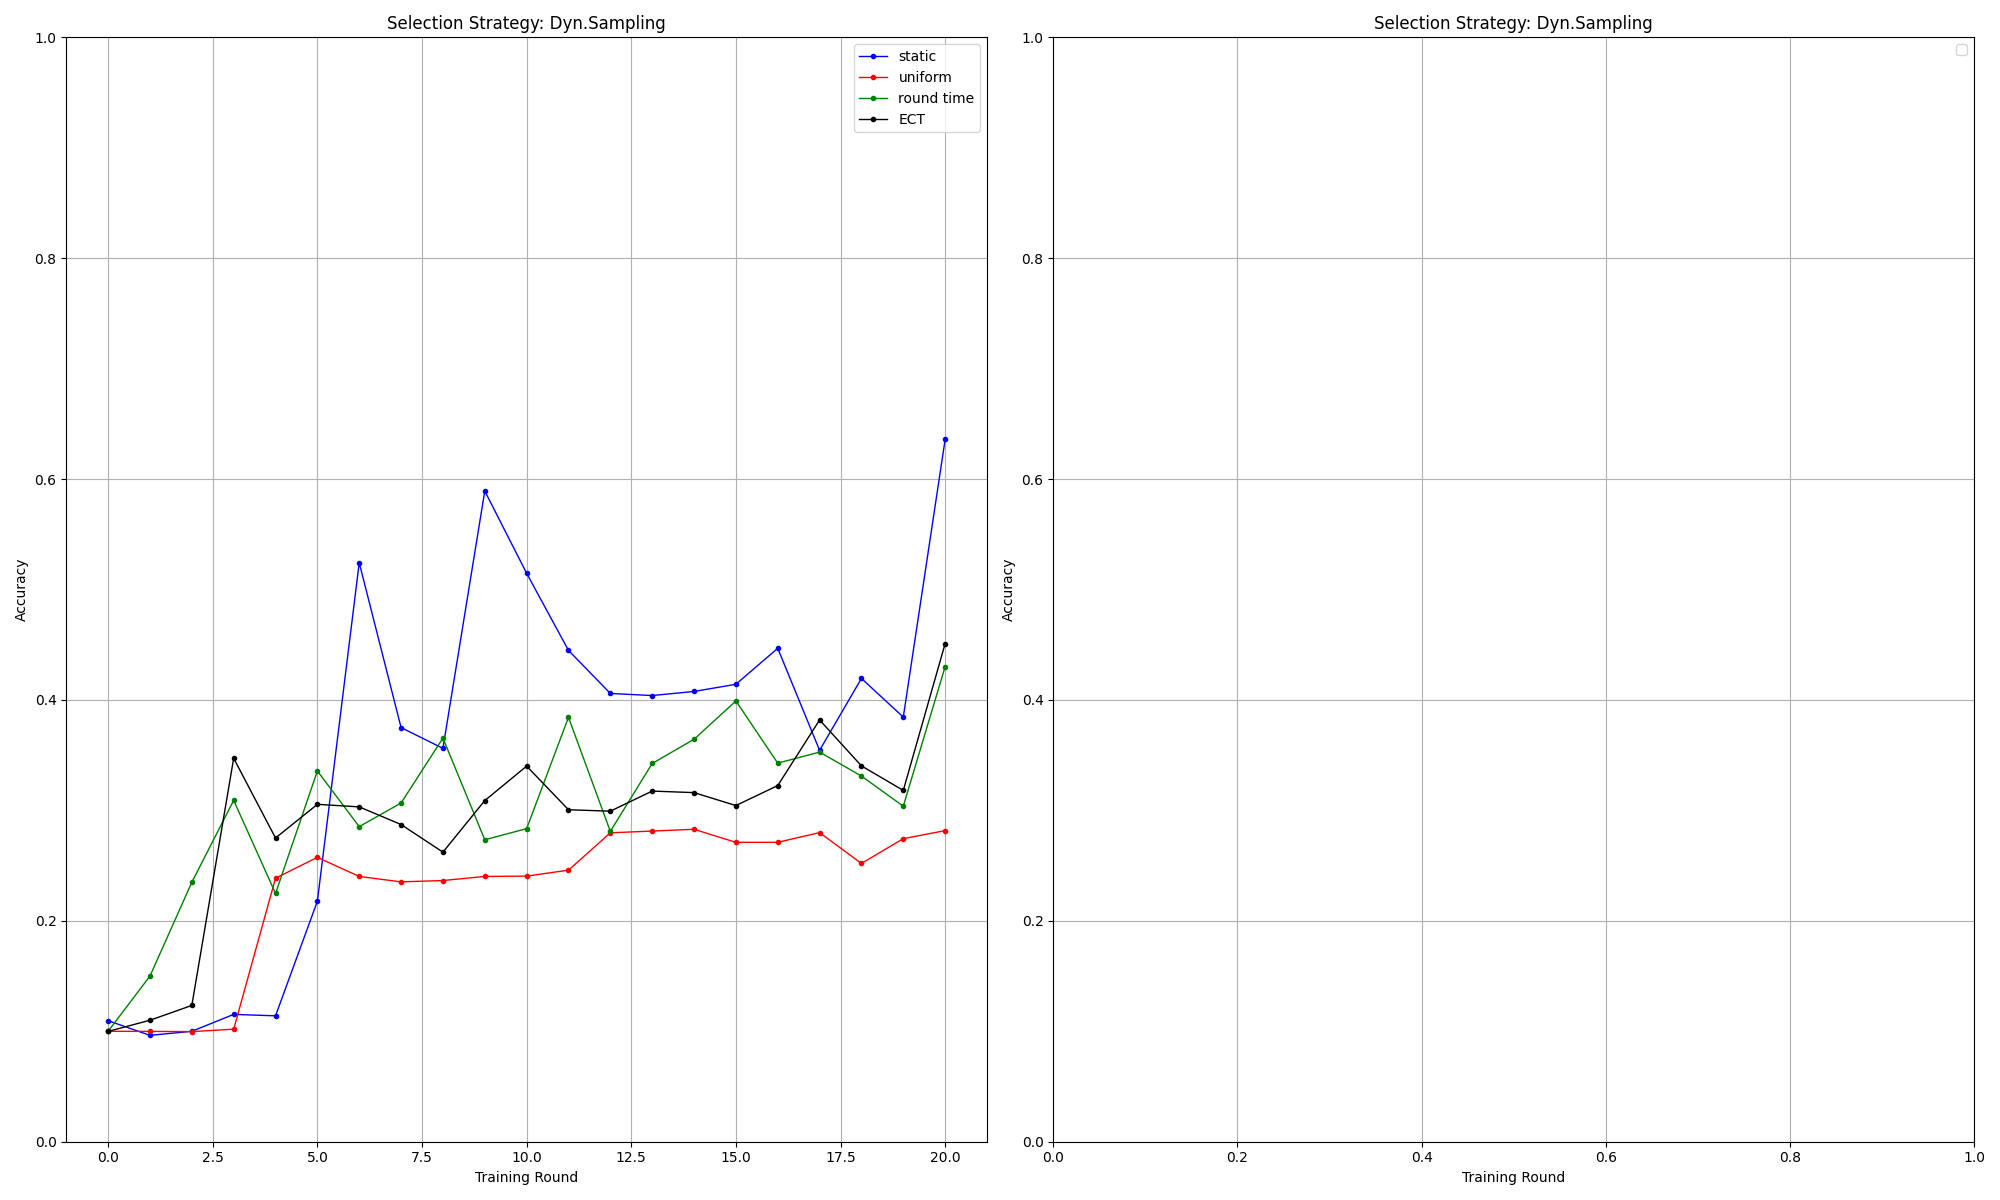 Selection Strategy: Dyn.Sampling
static
uniform
round time
ECT
Accuracy
1.0
0.8
0.6
0.4
0.2
0.0
0.0 2.5 5.0 7.5 10.0 12.5 15.0 17.5 20.0
Training Round
Selection Strategy: Dyn.Sampling
Accuracy
1.0
0.8
0.6
0.4
0.2
0.0
0.0 0.2 0.4 0.6 0.8 1.0
Training Round